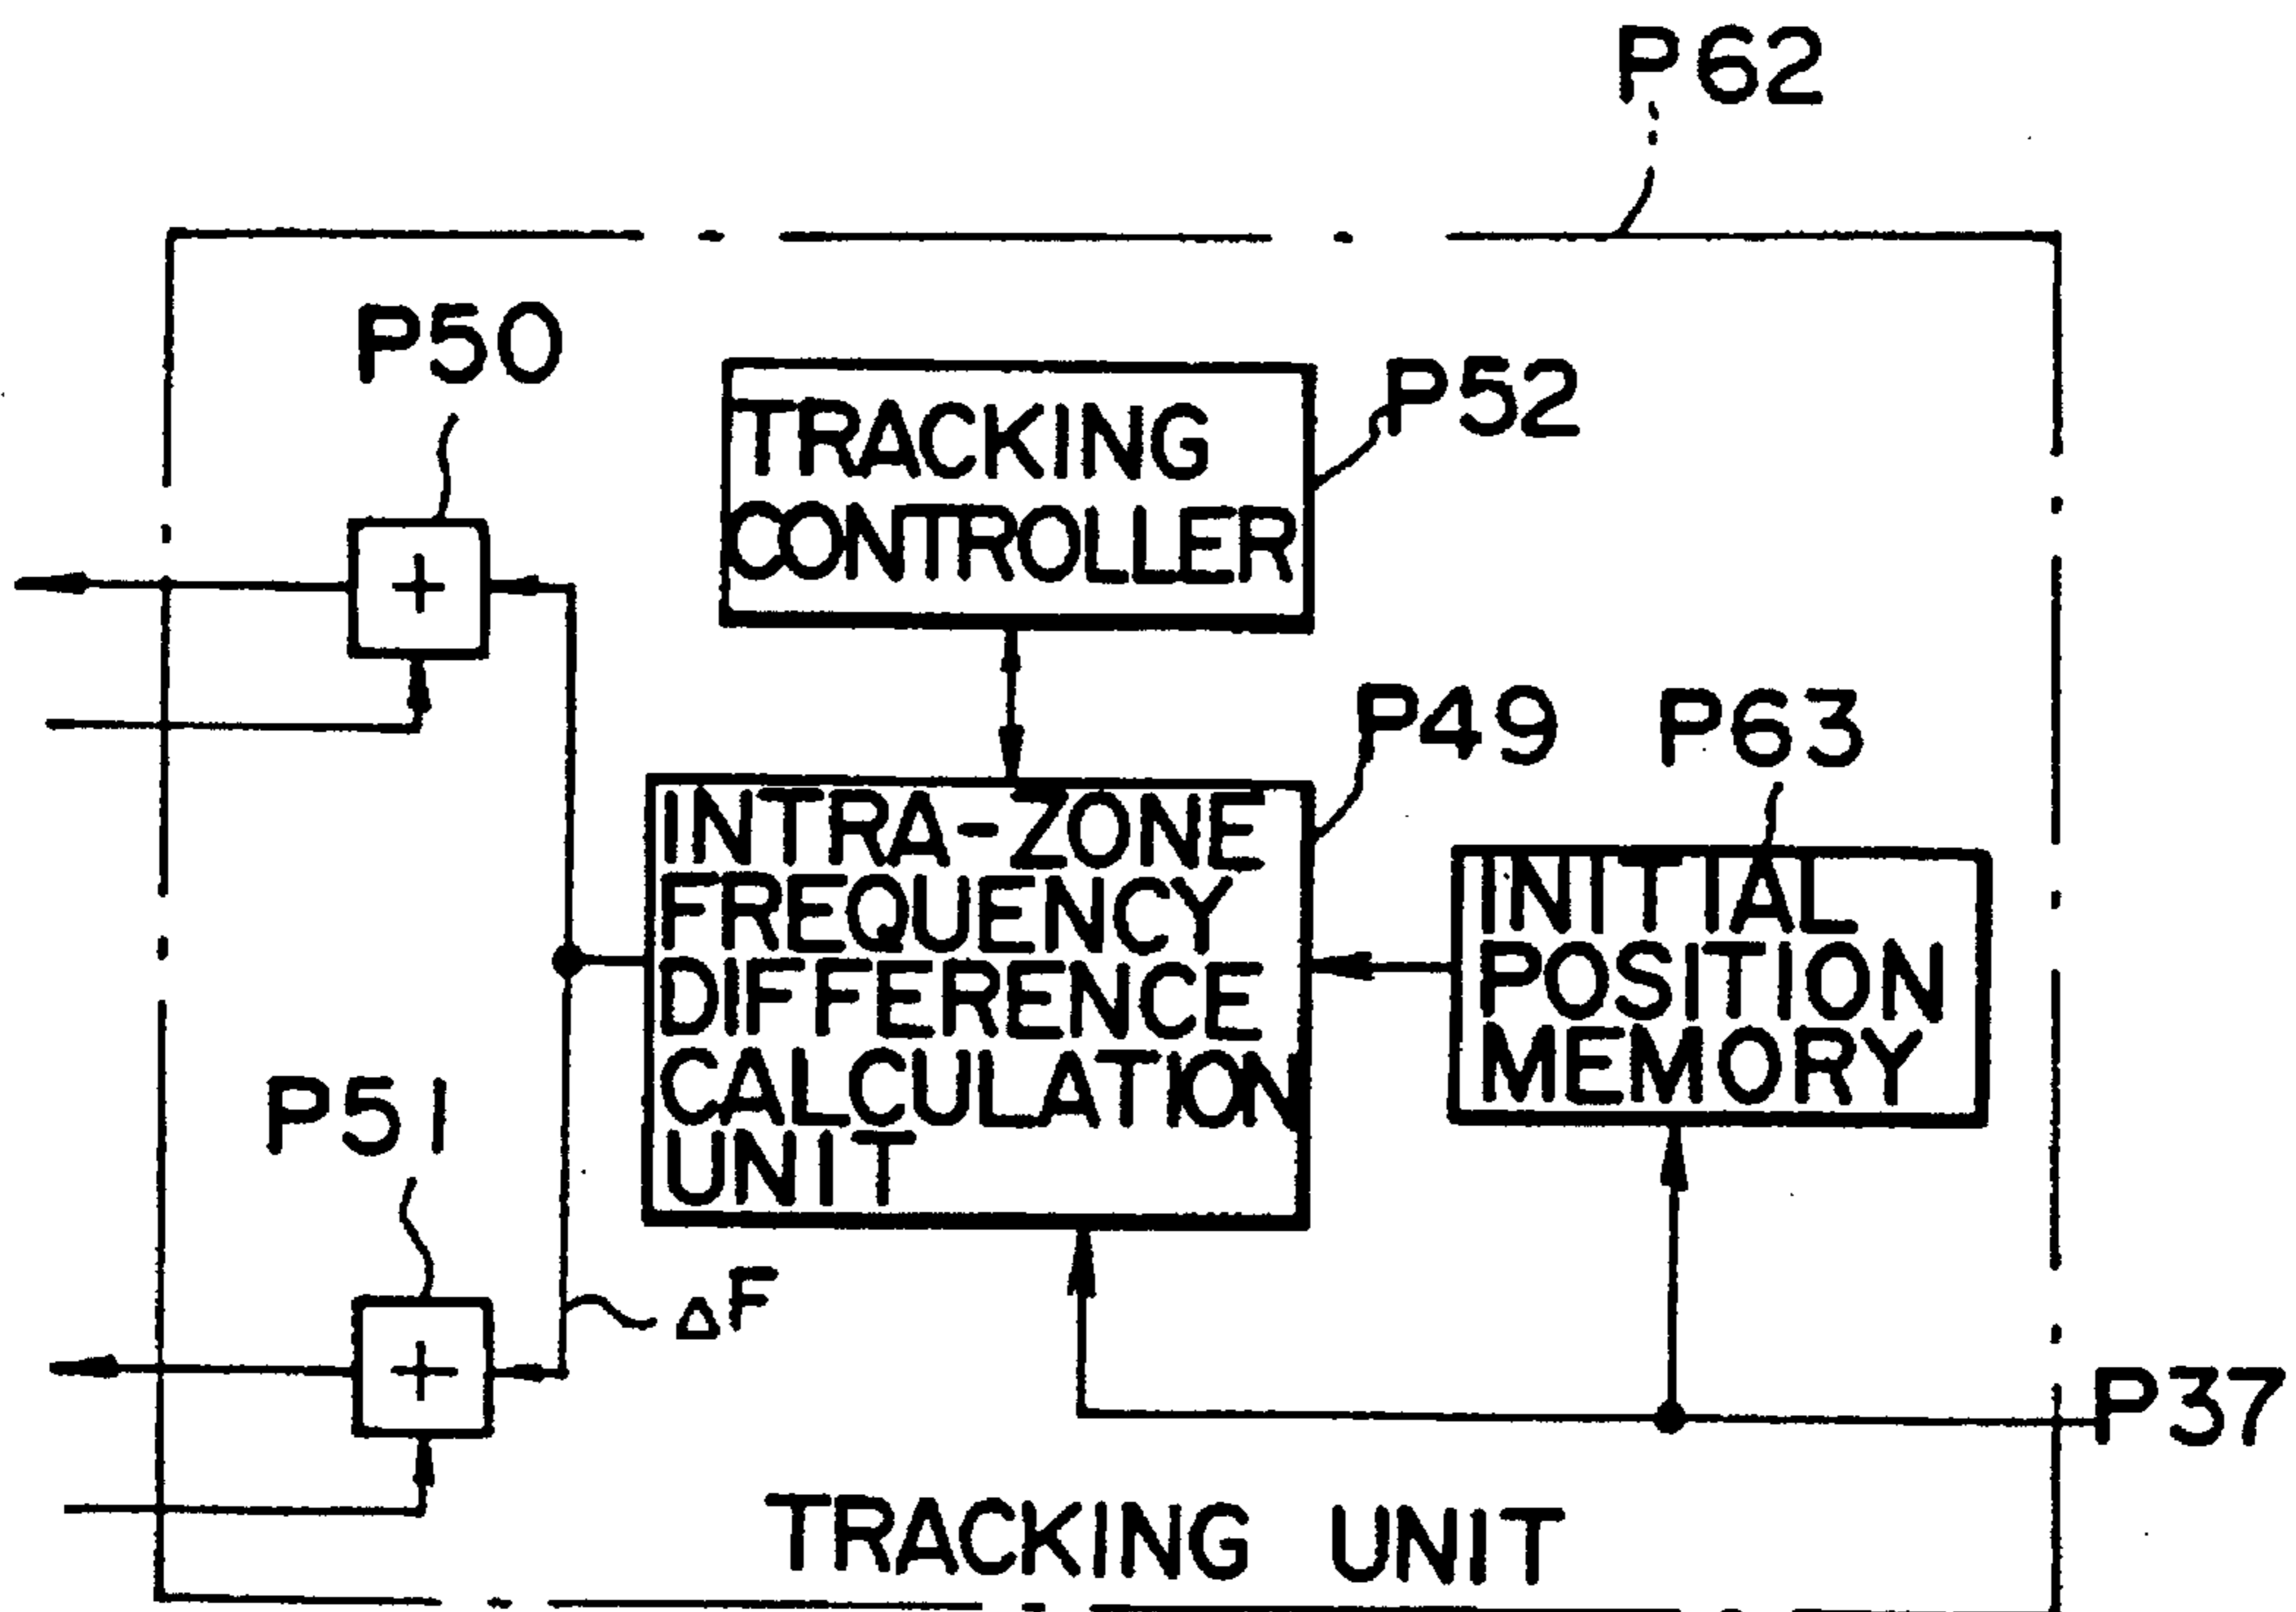 P62
P50
P52
TRACKING
CONTROLLER
+
P49
P63
INTRA-ZONE
FREQUENCY
DIFFERENCE
CALCULATION
UNIT
INITIAL
POSITION
MEMORY
P51
ΔF
+
P37
TRACKING UNIT